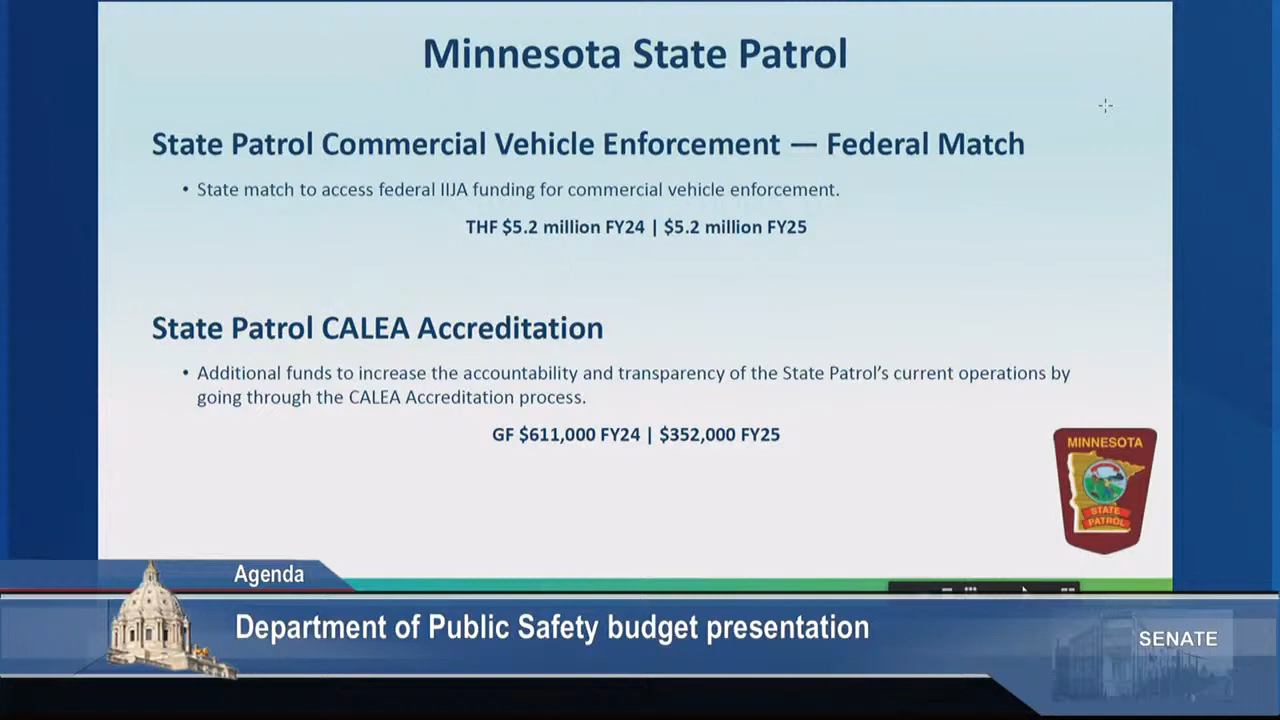 Minnesota State Patrol
State Patrol Commercial Vehicle Enforcement — Federal Match
• State match to access federal IIJA funding for commercial vehicle enforcement.
THF $5.2 million FY24 | $5.2 million FY25
State Patrol CALEA Accreditation
• Additional funds to increase the accountability and transparency of the State Patrol's current operations by
going through the CALEA Accreditation process.
GF $611,000 FY24 | $352,000 FY25
MINNESOTA
STATE
PATROL
Agenda
Department of Public Safety budget presentation
SENATE